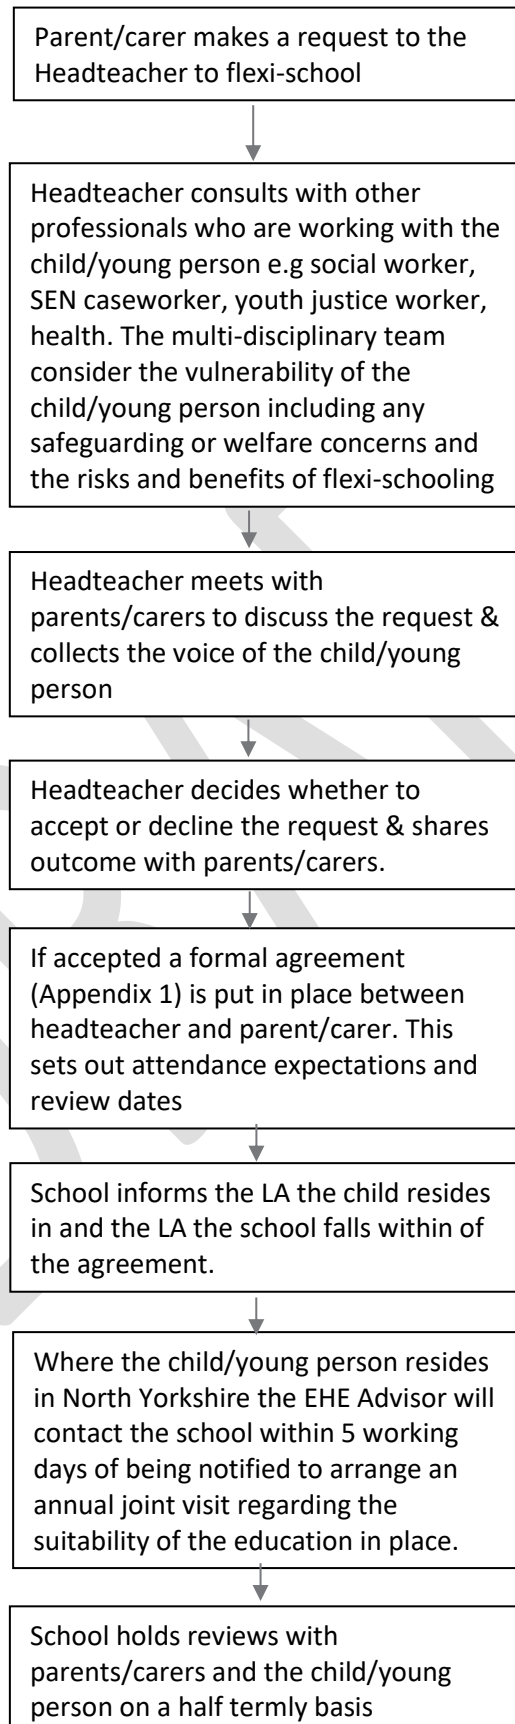 Parent/carer makes a request to the
Headteacher to flexi-school
Headteacher consults with other
professionals who are working with the
child/young person e.g social worker,
SEN caseworker, youth justice worker,
health. The multi-disciplinary team
consider the vulnerability of the
child/young person including any
safeguarding or welfare concerns and
the risks and benefits of flexi-schooling
Headteacher meets with
parents/carers to discuss the request &
collects the voice of the child/young
person
Headteacher decides whether to
accept or decline the request & shares
outcome with parents/carers.
If accepted a formal agreement
(Appendix 1) is put in place between
headteacher and parent/carer. This
sets out attendance expectations and
review dates
School informs the LA the child resides
in and the LA the school falls within of
the agreement.
Where the child/young person resides
in North Yorkshire the EHE Advisor will
contact the school within 5 working
days of being notified to arrange an
annual joint visit regarding the
suitability of the education in place.
School holds reviews with
parents/carers and the child/young
person on a half termly basis